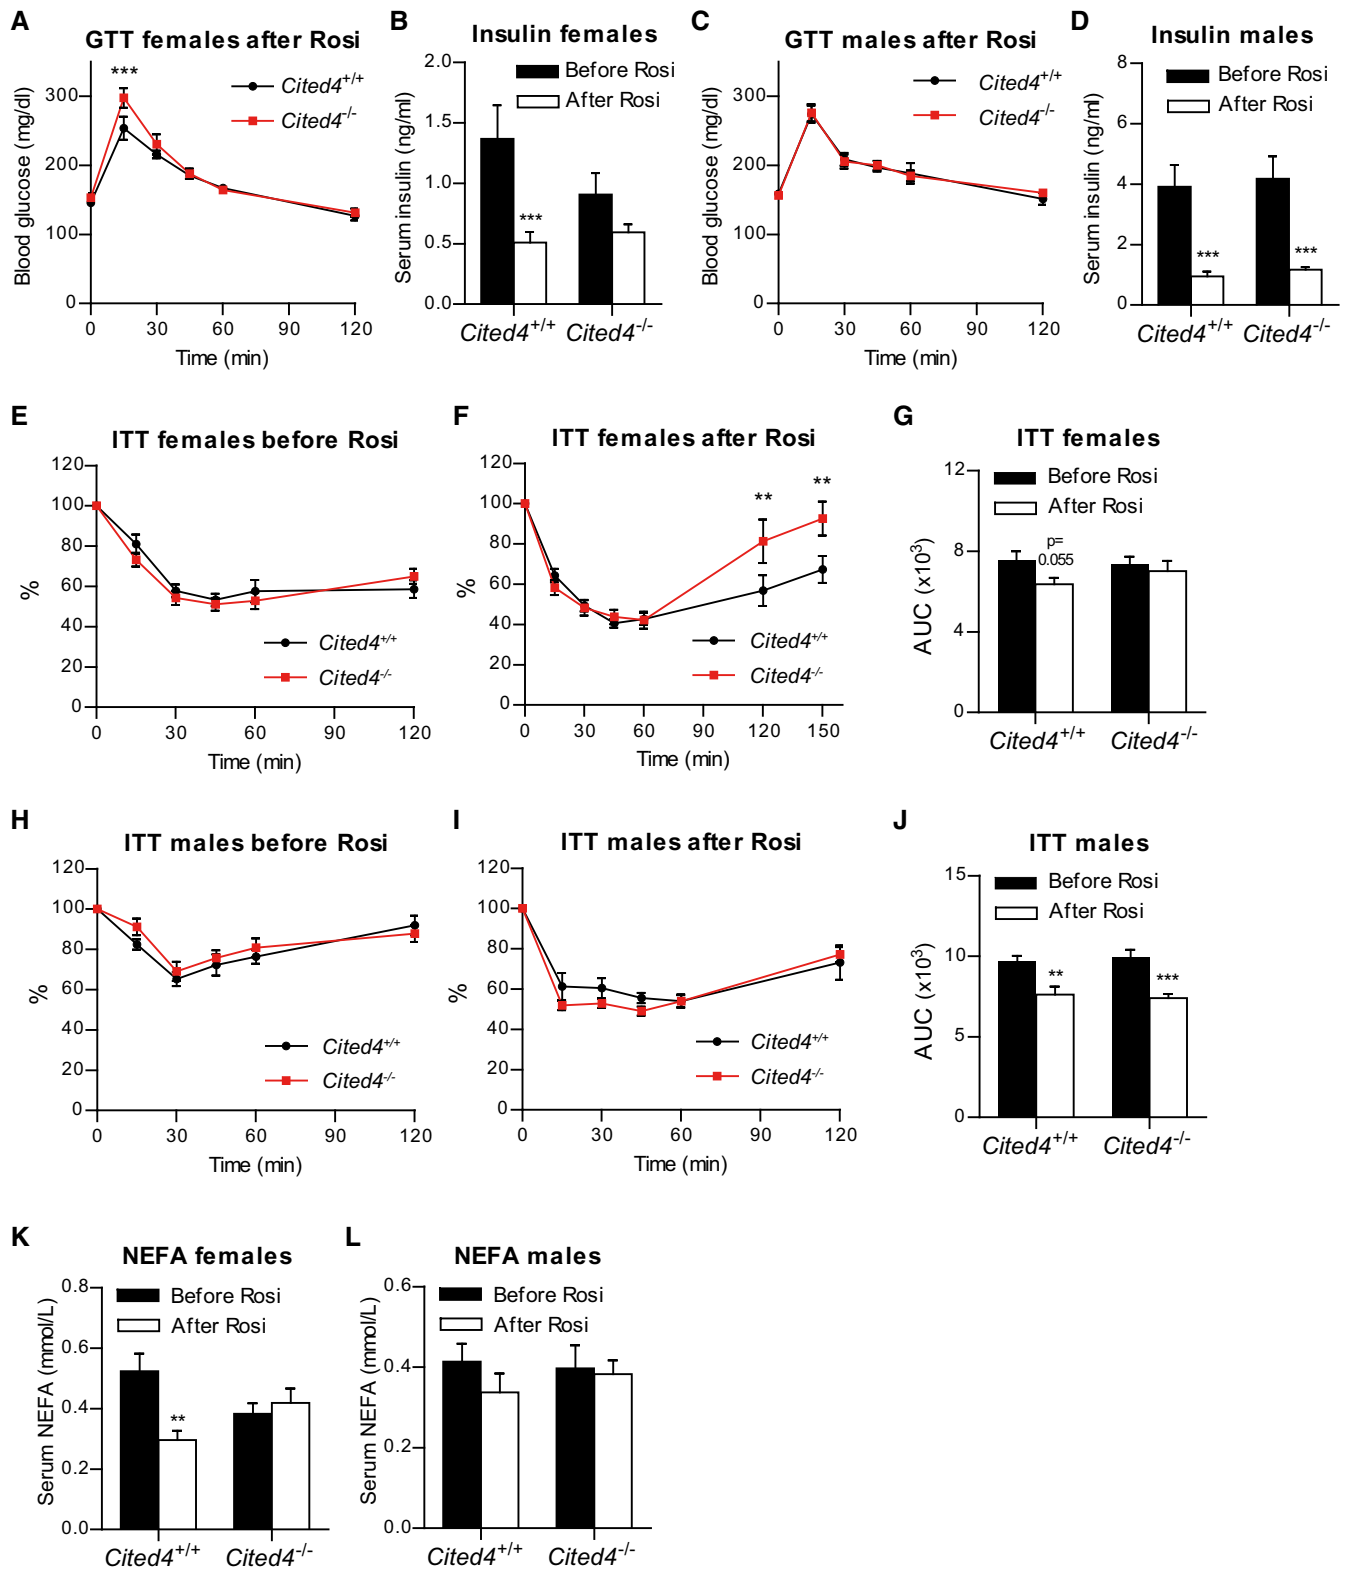 A
GTT females after Rosi
***
Cited4+/+
Cited4-/-
Blood glucose (mg/dl)
300
200
100
0
0 30 60 90 120
Time (min)
B
Insulin females
Before Rosi
After Rosi
Serum insulin (ng/ml)
2.0
1.5
1.0
0.5
0.0
***
Cited4+/+ Cited4-/-
C
GTT males after Rosi
Cited4+/+
Cited4-/-
Blood glucose (mg/dl)
300
200
100
0
0 30 60 90 120
Time (min)
D
Insulin males
Before Rosi
After Rosi
Serum insulin (ng/ml)
8
6
4
2
0
*** ***
Cited4+/+ Cited4-/-
E
ITT females before Rosi
%
120
100
80
60
40
20
0
Cited4+/+
Cited4-/-
0 30 60 90 120
Time (min)
F
ITT females after Rosi
%
120
100
80
60
40
20
0
** **
Cited4+/+
Cited4-/-
0 30 60 90 120 150
Time (min)
G
ITT females
Before Rosi
After Rosi
AUC (x103)
12
8
4
0
p=
0.055
Cited4+/+ Cited4-/-
H
ITT males before Rosi
%
120
100
80
60
40
20
0
Cited4+/+
Cited4-/-
0 30 60 90 120
Time (min)
I
ITT males after Rosi
%
120
100
80
60
40
20
0
Cited4+/+
Cited4-/-
0 30 60 90 120
Time (min)
J
ITT males
Before Rosi
After Rosi
AUC (x103)
15
10
5
0
** ***
Cited4+/+ Cited4-/-
K
NEFA females
Before Rosi
After Rosi
Serum NEFA (mmol/L)
0.8
0.6
0.4
0.2
0.0
**
Cited4+/+ Cited4-/-
L
NEFA males
Before Rosi
After Rosi
Serum NEFA (mmol/L)
0.6
0.4
0.2
0.0
Cited4+/+ Cited4-/-